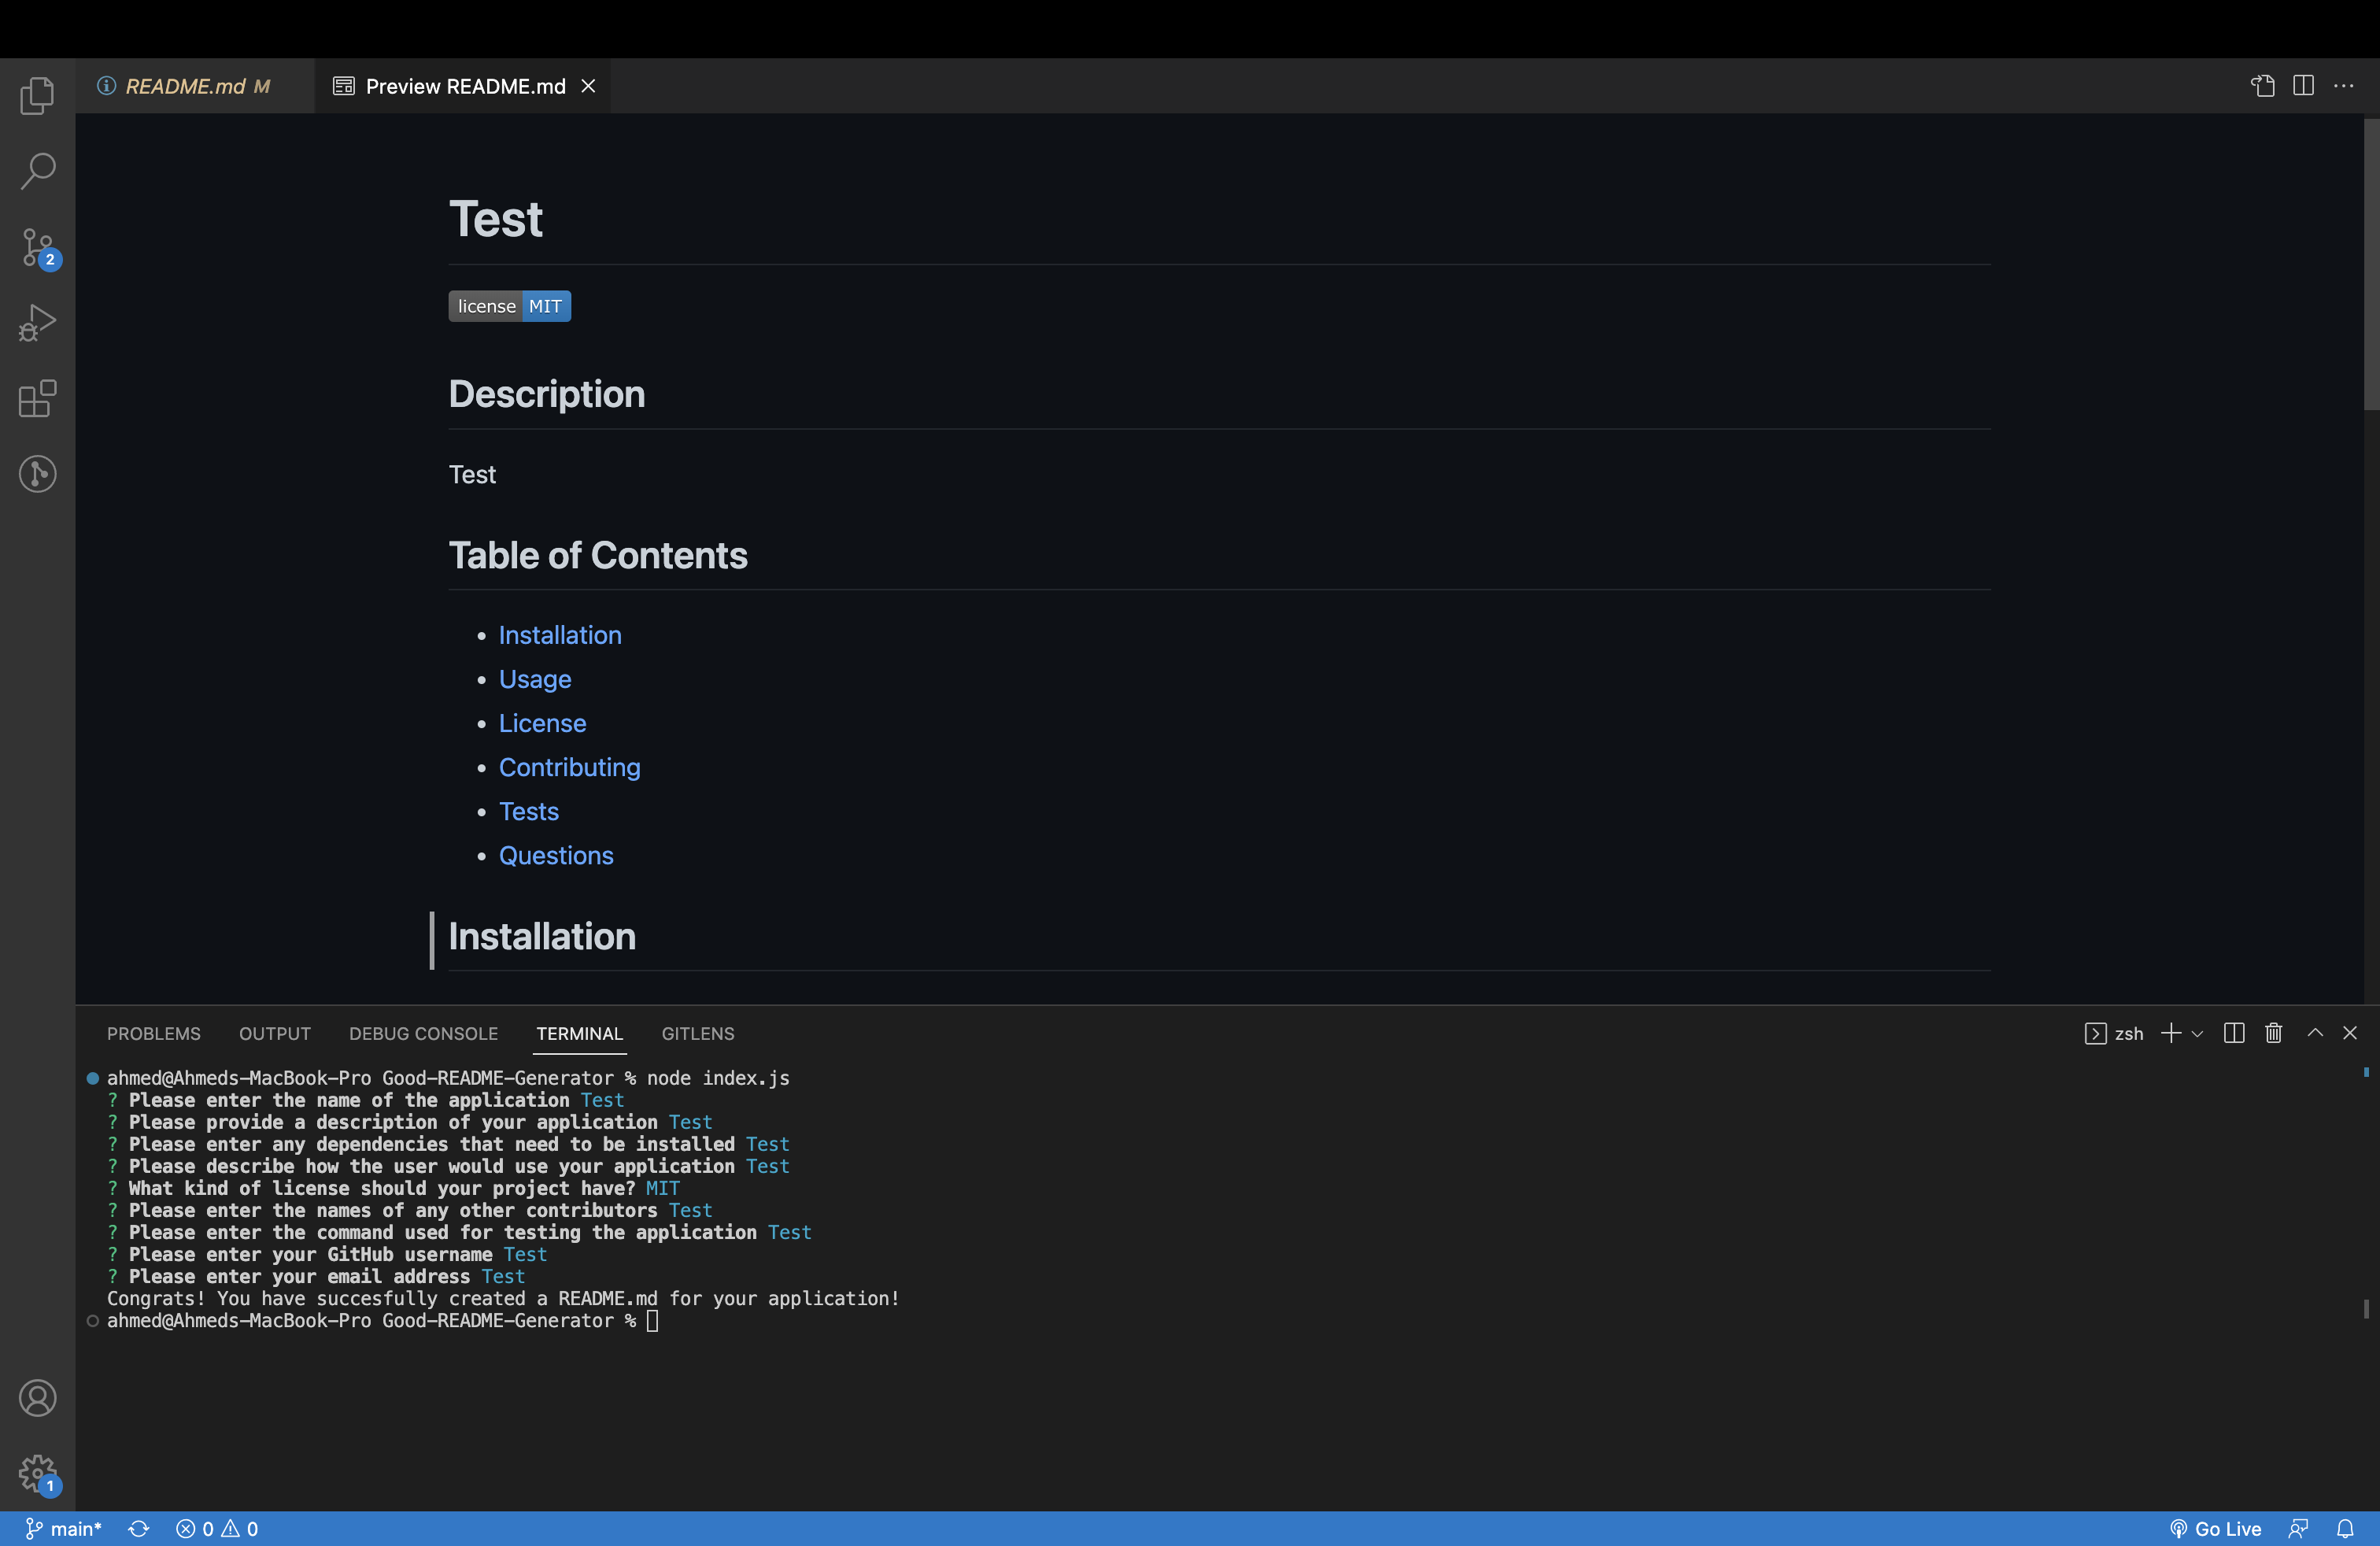 README.md M
Preview README.md
Test
license MIT
Description
Test
Table of Contents
• Installation
• Usage
• License
• Contributing
• Tests
• Questions
Installation
2
PROBLEMS OUTPUT DEBUG CONSOLE TERMINAL GITLENS
zsh
ahmed@Ahmeds-MacBook-Pro Good-README-Generator % node index.js
? Please enter the name of the application Test
? Please provide a description of your application Test
? Please enter any dependencies that need to be installed Test
? Please describe how the user would use your application Test
? What kind of license should your project have? MIT
? Please enter the names of any other contributors Test
? Please enter the command used for testing the application Test
? Please enter your GitHub username Test
? Please enter your email address Test
Congrats! You have succesfully created a README.md for your application!
ahmed@Ahmeds-MacBook-Pro Good-README-Generator %
1
main* 0 0 Go Live